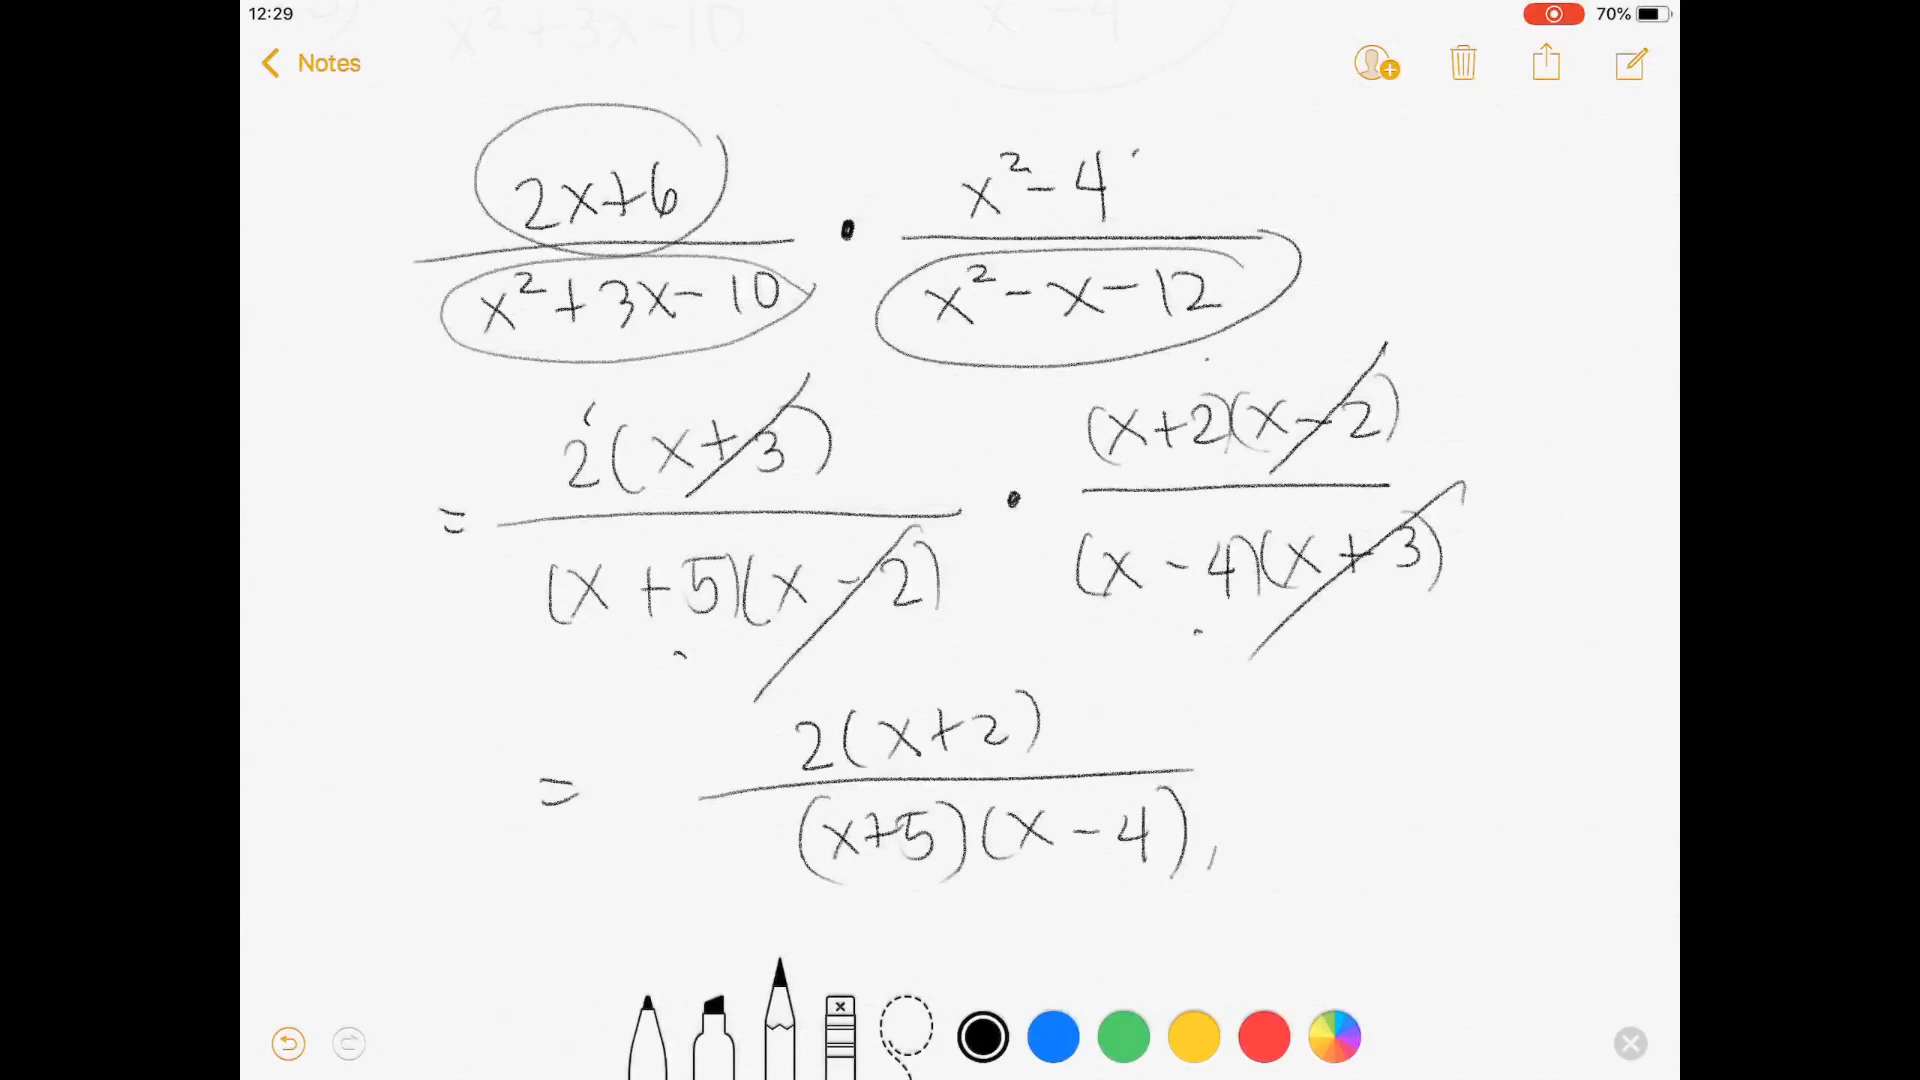 12:29
70%
Notes
2x+6 · x²-4
x²+3x-10 x²-x-12
= 2(x+3) · (x+2)(x-2)
(x+5)(x-2) (x-4)(x+3)
= 2(x+2)
(x+5)(x-4),